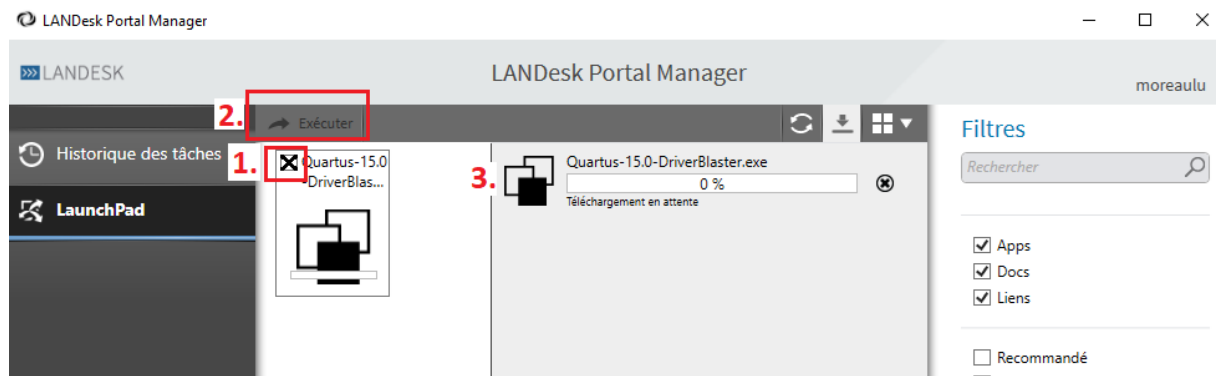 LANDesk Portal Manager
LANDESK
LANDesk Portal Manager
moreaulu
2.
Exécuter
Historique des tâches
LaunchPad
1.
Quartus-15.0
-DriverBlas...
3.
Quartus-15.0-DriverBlaster.exe
0 %
Téléchargement en attente
Filtres
Rechercher
Apps
Docs
Liens
Recommandé